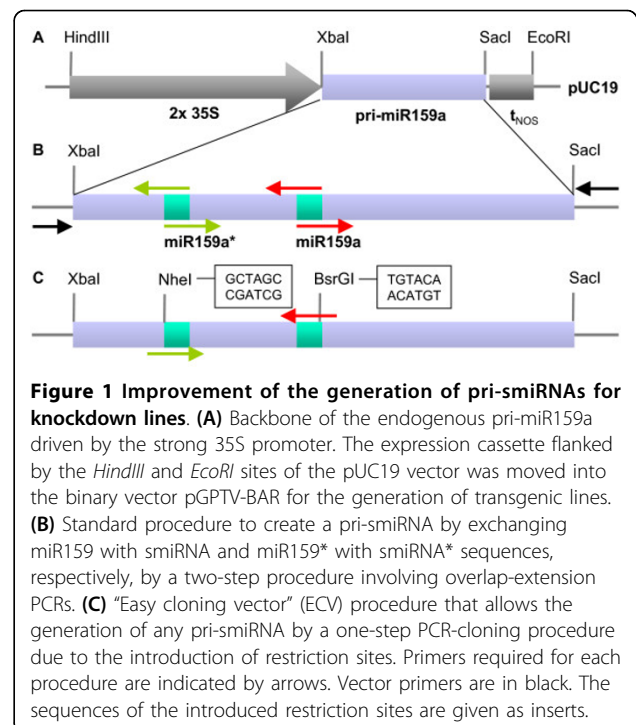 A HindIII XbaI SacI EcoRI
pUC19
2x 35S pri-miR159a tNOS
B XbaI SacI
miR159a* miR159a
C XbaI NheI GCTAGC BsrGI TGTACA SacI
CGATCG ACATGT
Figure 1 Improvement of the generation of pri-smiRNAs for
knockdown lines. (A) Backbone of the endogenous pri-miR159a
driven by the strong 35S promoter. The expression cassette flanked
by the HindIII and EcoRI sites of the pUC19 vector was moved into
the binary vector pGPTV-BAR for the generation of transgenic lines.
(B) Standard procedure to create a pri-smiRNA by exchanging
miR159 with smiRNA and miR159* with smiRNA* sequences,
respectively, by a two-step procedure involving overlap-extension
PCRs. (C) “Easy cloning vector” (ECV) procedure that allows the
generation of any pri-smiRNA by a one-step PCR-cloning procedure
due to the introduction of restriction sites. Primers required for each
procedure are indicated by arrows. Vector primers are in black. The
sequences of the introduced restriction sites are given as inserts.